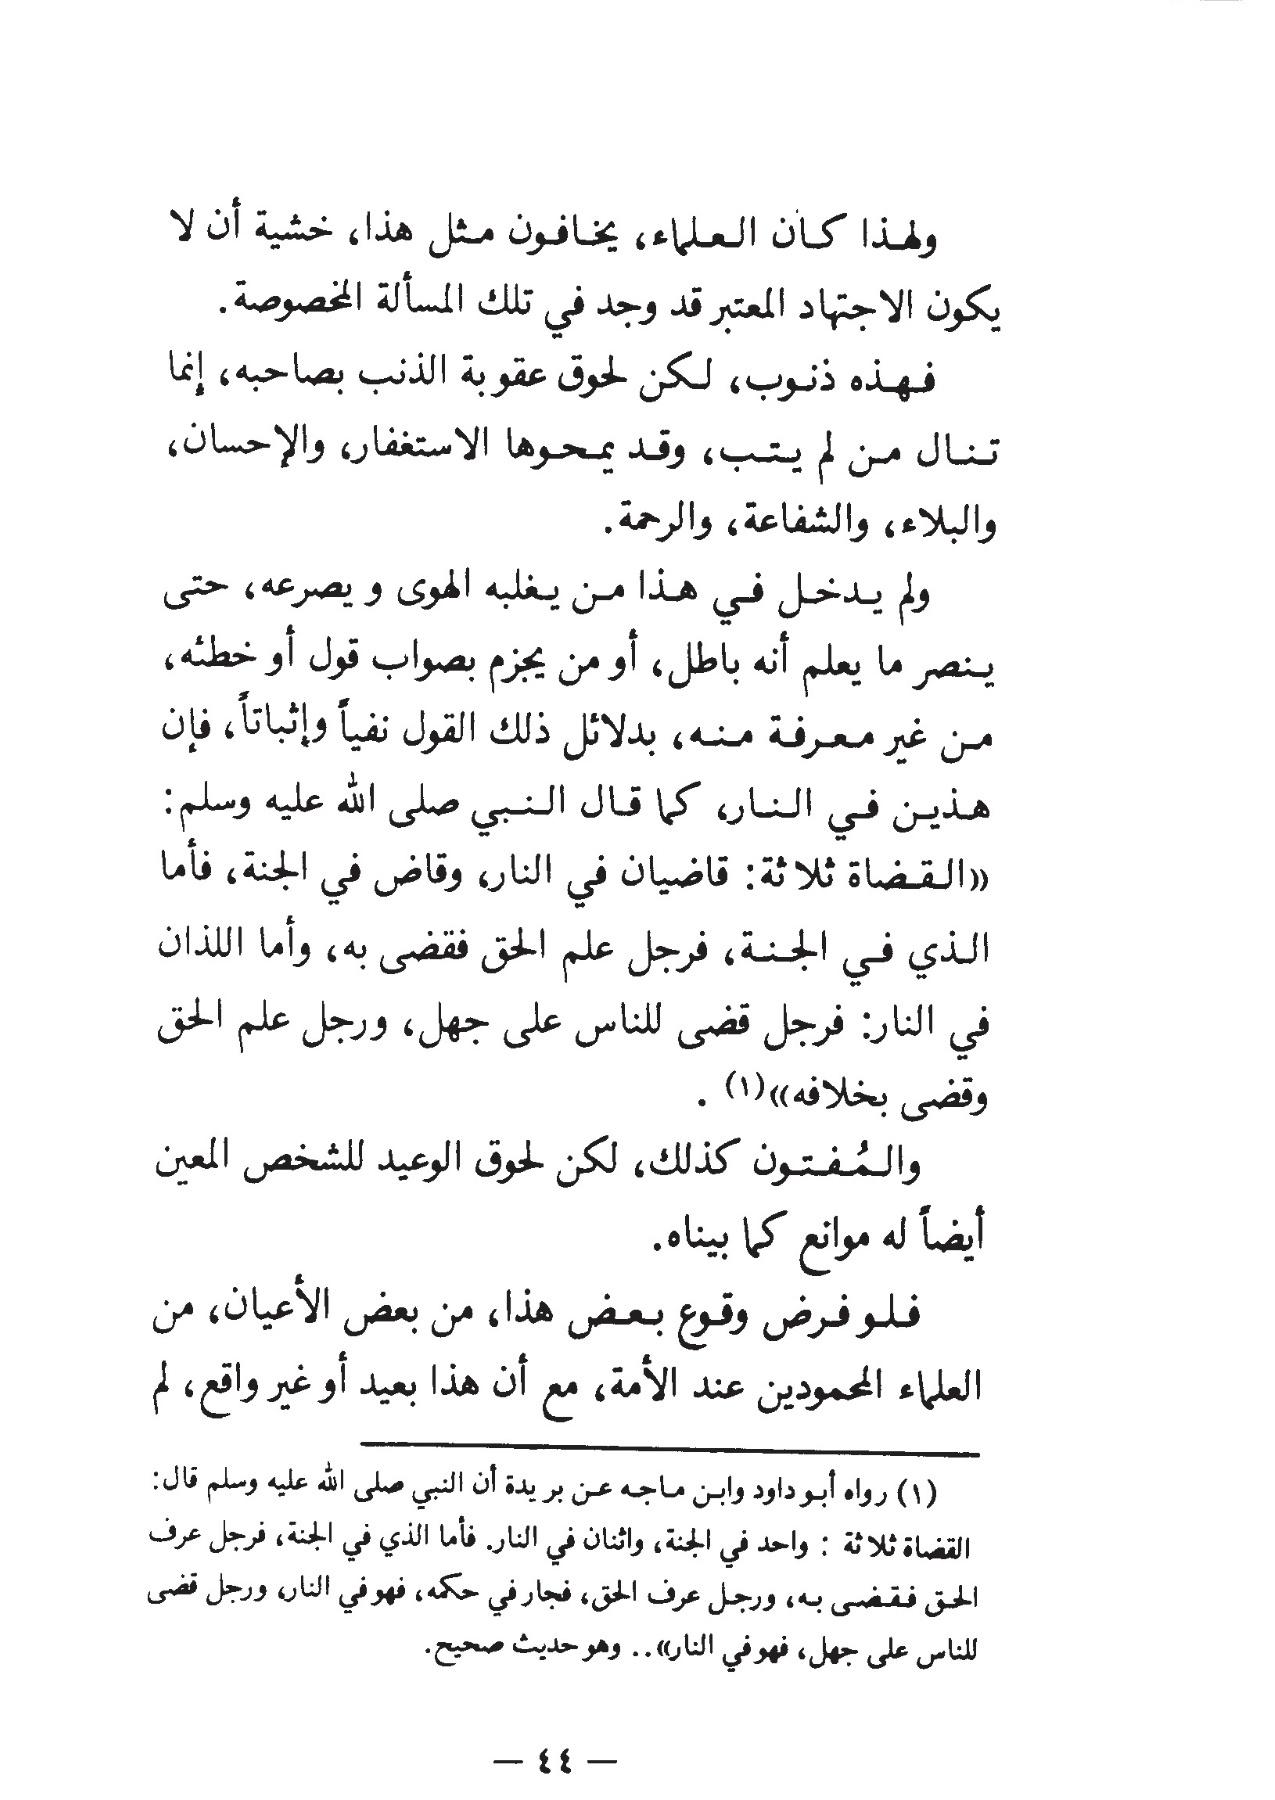 ولهذا كان العلماء، يخافون مثل هذا، خشية أن لا
يكون الاجتهاد المعتبر قد وجد في تلك المسألة المخصوصة.
فهذه ذنوب، لكن لحوق عقوبة الذنب بصاحبه، إنما
تنال من لم يتب، وقد يمحوها الاستغفار، والإحسان،
والبلاء، والشفاعة، والرحمة.
ولم يدخل في هذا من يغلبه الهوى ويصرعه، حتى
ينصر ما يعلم أنه باطل، أو من يجزم بصواب قول أو خطئه،
من غير معرفة منه، بدلائل ذلك القول نفياً وإثباتاً، فإن
هذين في النار، كما قال النبي صلى الله عليه وسلم:
«القضاة ثلاثة: قاضيان في النار، وقاض في الجنة، فأما
الذي في الجنة، فرجل علم الحق فقضى به، وأما اللذان
في النار: فرجل قضى للناس على جهل، ورجل علم الحق
وقضى بخلافه»(١) .
والمُفتون كذلك، لكن لحوق الوعيد للشخص المعين
أيضاً له موانع كما بيناه.
فلو فرض وقوع بعض هذا، من بعض الأعيان، من
العلماء المحمودين عند الأمة، مع أن هذا بعيد أو غير واقع، لم
(١) رواه أبو داود وابن ماجه عن بريدة أن النبي صلى الله عليه وسلم قال:
القضاة ثلاثة : واحد في الجنة، واثنان في النار. فأما الذي في الجنة، فرجل عرف
الحق فقضى به، ورجل عرف الحق، فجار في حكمه، فهو في النار، ورجل قضى
للناس على جهل، فهو في النار».. وهو حديث صحيح.
— ٤٤ —